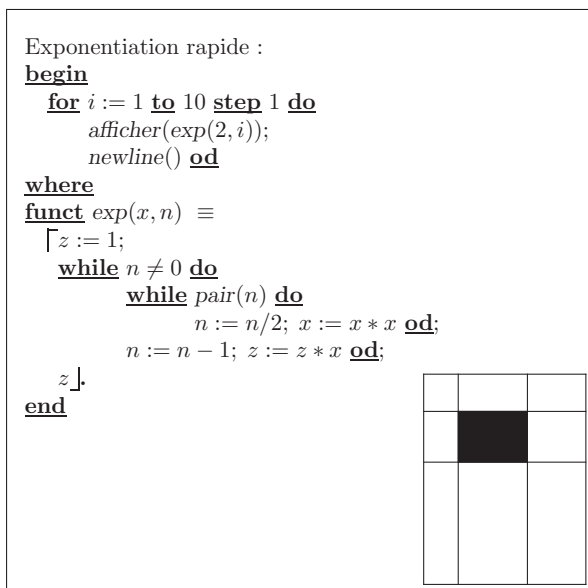 Exponentiation rapide :
begin
for i := 1 to 10 step 1 do
afficher(exp(2, i));
newline() od
where
funct exp(x, n) ≡
⌈z := 1;
while n ≠ 0 do
while pair(n) do
n := n/2; x := x ∗ x od;
n := n − 1; z := z ∗ x od;
z⌋.
end